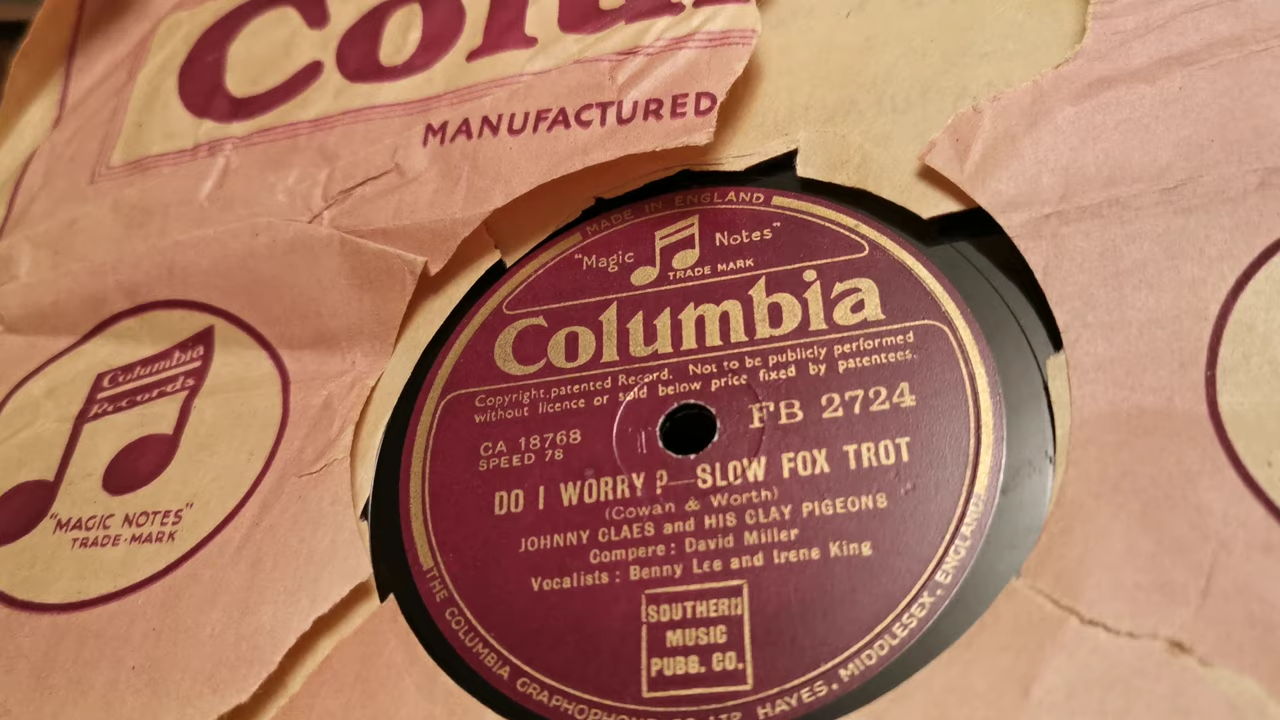 Colu
MANUFACTURED
Columbia
Records
"MAGIC NOTES"
TRADE-MARK
MADE IN ENGLAND
"Magic Notes"
TRADE MARK
Columbia
Copyright, patented Record. Not to be publicly performed
without licence or sold below price fixed by patentees.
FB 2724
CA 18768
SPEED 78
DO I WORRY ?—SLOW FOX TROT
(Cowan & Worth)
JOHNNY CLAES and HIS CLAY PIGEONS
Compere : David Miller
Vocalists : Benny Lee and Irene King
SOUTHERN
MUSIC
PUBB. CO.
THE COLUMBIA GRAPHOPHONE CO. LTD. HAYES, MIDDLESEX, ENGLAND.